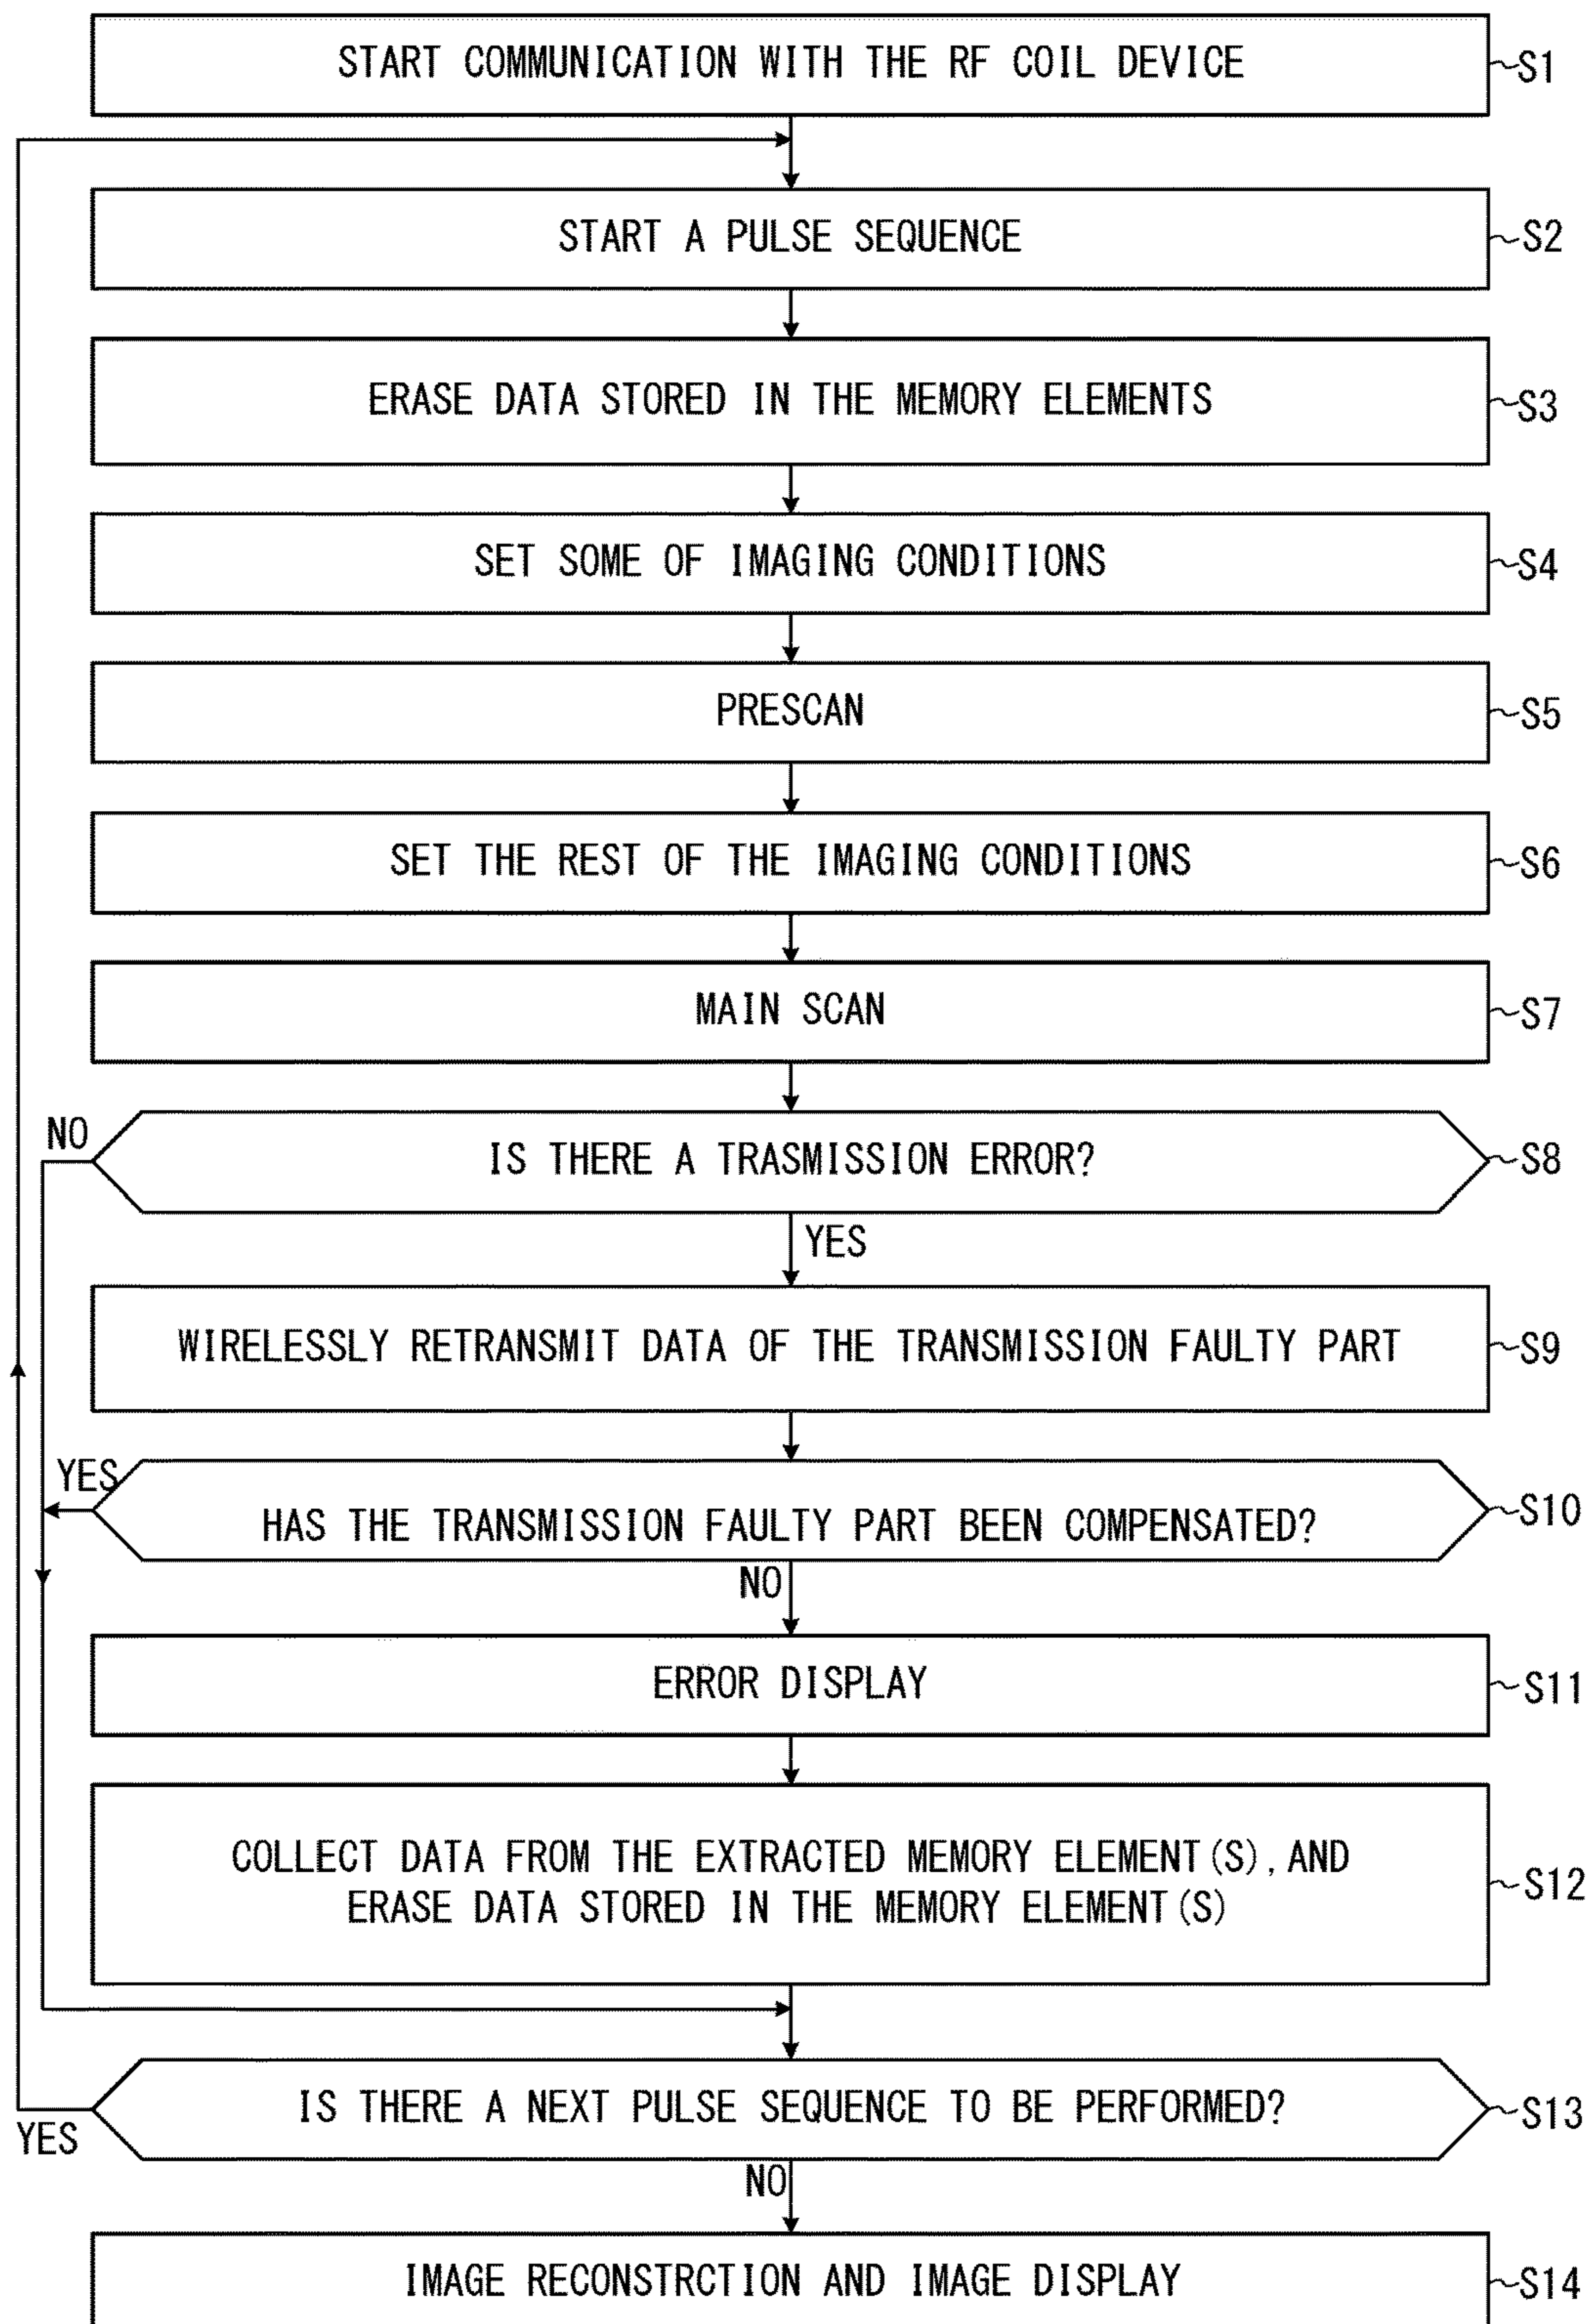 START COMMUNICATION WITH THE RF COIL DEVICE
S1
START A PULSE SEQUENCE
S2
ERASE DATA STORED IN THE MEMORY ELEMENTS
S3
SET SOME OF IMAGING CONDITIONS
S4
PRESCAN
S5
SET THE REST OF THE IMAGING CONDITIONS
S6
MAIN SCAN
S7
NO
IS THERE A TRASMISSION ERROR?
S8
YES
WIRELESSLY RETRANSMIT DATA OF THE TRANSMISSION FAULTY PART
S9
YES
HAS THE TRANSMISSION FAULTY PART BEEN COMPENSATED?
S10
NO
ERROR DISPLAY
S11
COLLECT DATA FROM THE EXTRACTED MEMORY ELEMENT(S), AND
ERASE DATA STORED IN THE MEMORY ELEMENT(S)
S12
IS THERE A NEXT PULSE SEQUENCE TO BE PERFORMED?
S13
YES
NO
IMAGE RECONSTRCTION AND IMAGE DISPLAY
S14